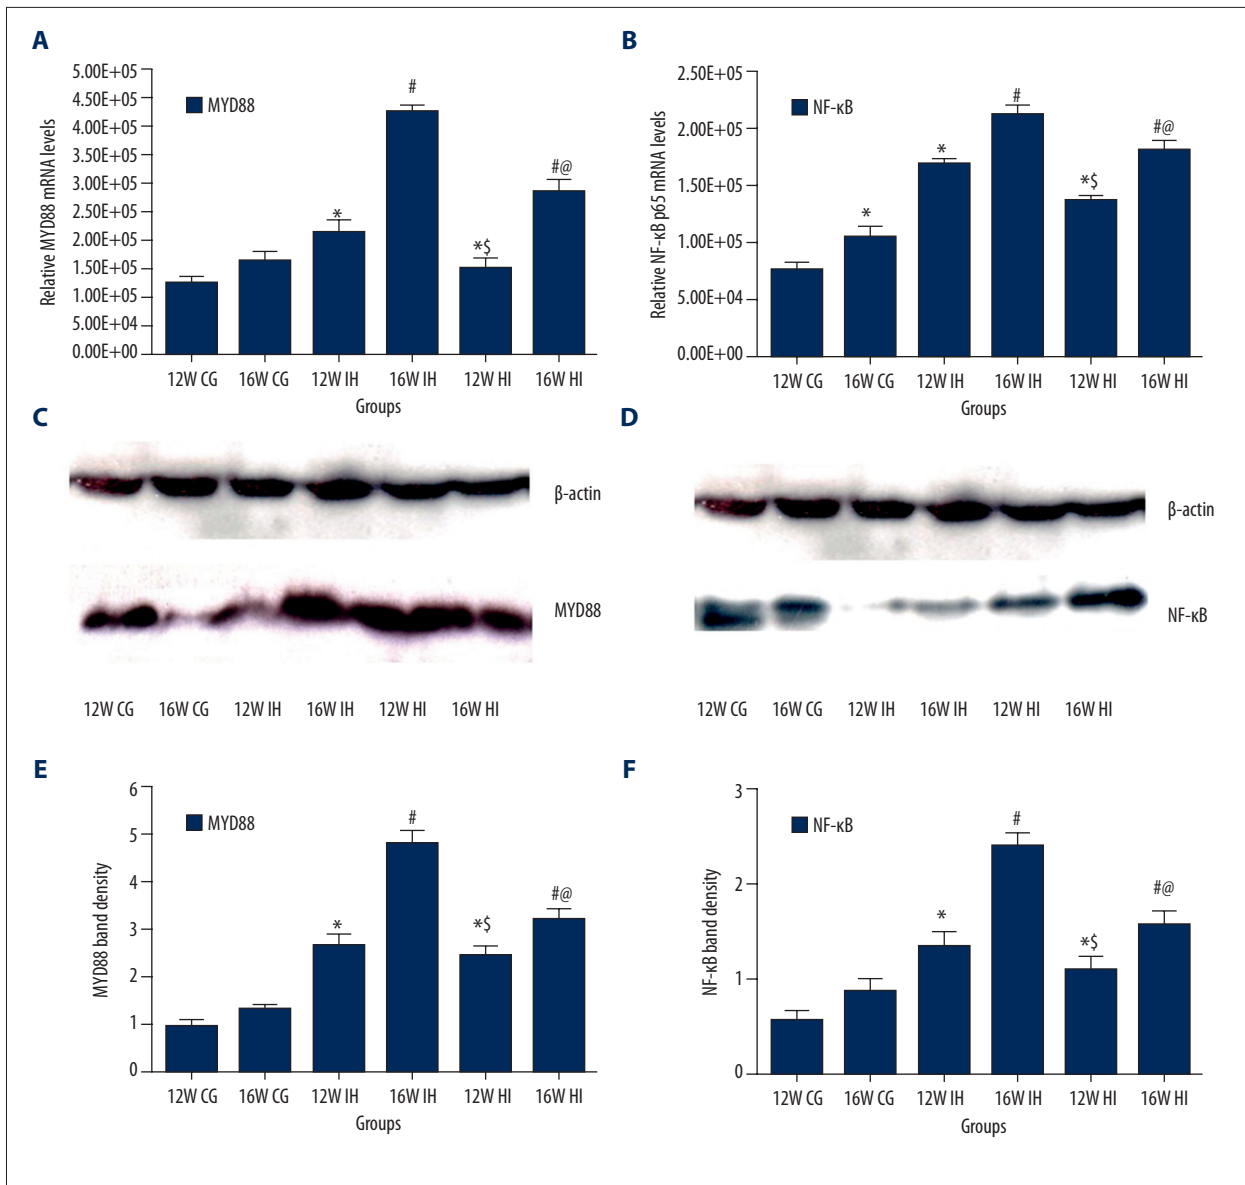 A
Relative MYD88 mRNA levels
5.00E+05
4.50E+05
4.00E+05
3.50E+05
3.00E+05
2.50E+05
2.00E+05
1.50E+05
1.00E+05
5.00E+04
0.00E+00
MYD88
*
#
*$
#@
12W CG 16W CG 12W IH 16W IH 12W HI 16W HI
Groups
B
Relative NF-κB p65 mRNA levels
2.50E+05
2.00E+05
1.50E+05
1.00E+05
5.00E+04
0.00E+00
NF-κB
*
*
#
*$
#@
12W CG 16W CG 12W IH 16W IH 12W HI 16W HI
Groups
C
β-actin
MYD88
12W CG 16W CG 12W IH 16W IH 12W HI 16W HI
D
β-actin
NF-κB
12W CG 16W CG 12W IH 16W IH 12W HI 16W HI
E
MYD88 band density
6
5
4
3
2
1
0
MYD88
*
#
*$
#@
12W CG 16W CG 12W IH 16W IH 12W HI 16W HI
Groups
F
NF-κB band density
3
2
1
0
NF-κB
*
#
*$
#@
12W CG 16W CG 12W IH 16W IH 12W HI 16W HI
Groups